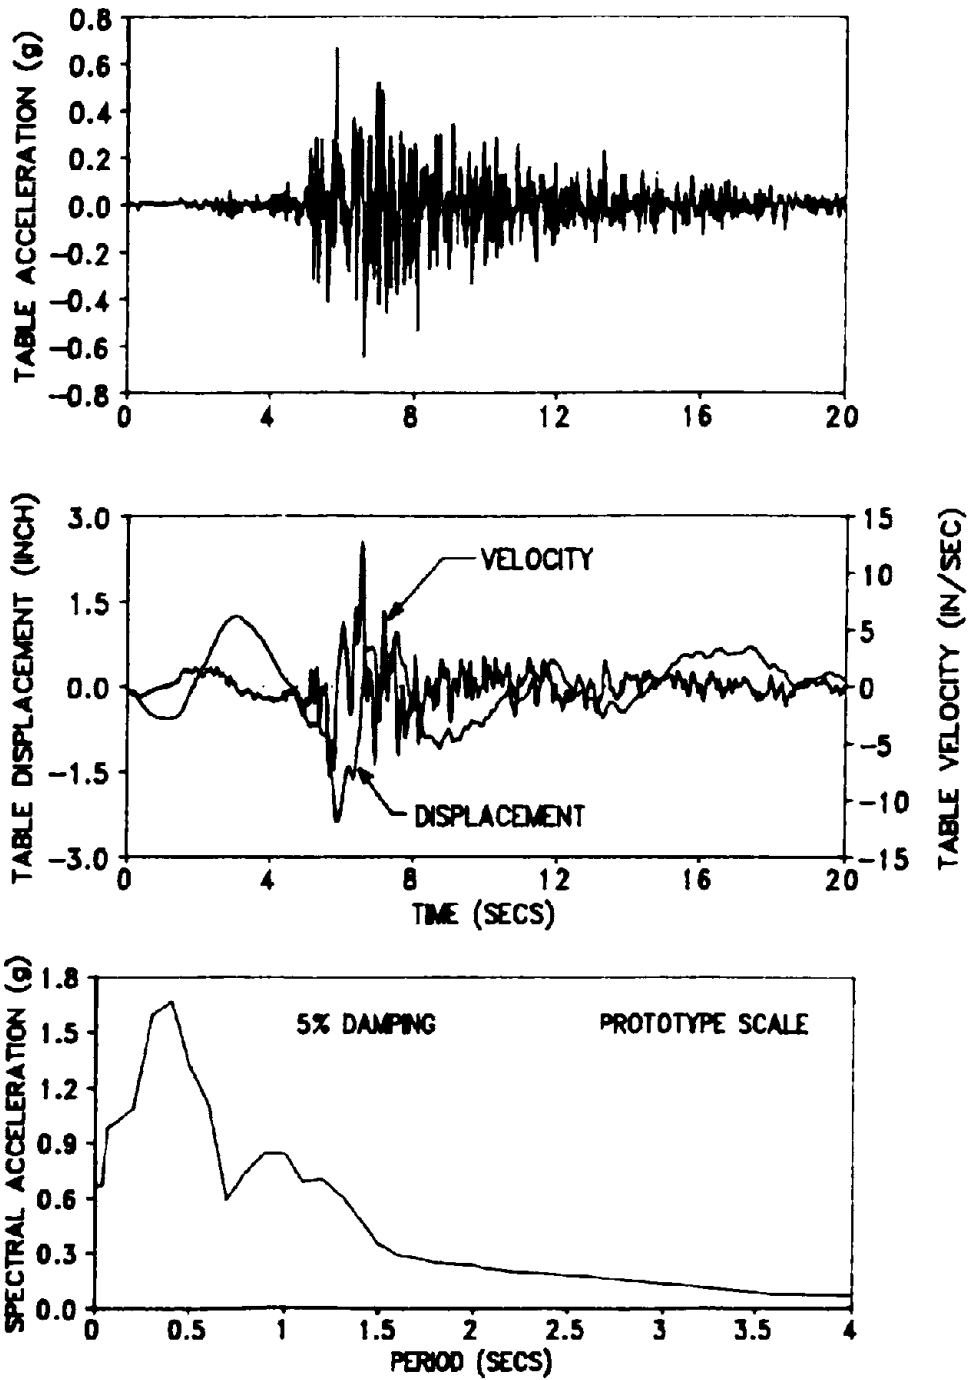 TABLE ACCELERATION (g)
0.8
0.6
0.4
0.2
0.0
-0.2
-0.4
-0.6
-0.8
0 4 8 12 16 20
TABLE DISPLACEMENT (INCH)
3.0
1.5
0.0
-1.5
-3.0
VELOCITY
DISPLACEMENT
15
10
5
0
-5
-10
-15
TABLE VELOCITY (IN/SEC)
0 4 8 12 16 20
TIME (SECS)
SPECTRAL ACCELERATION (g)
1.8
1.5
1.2
0.9
0.6
0.3
0.0
5% DAMPING PROTOTYPE SCALE
0 0.5 1 1.5 2 2.5 3 3.5 4
PERIOD (SECS)